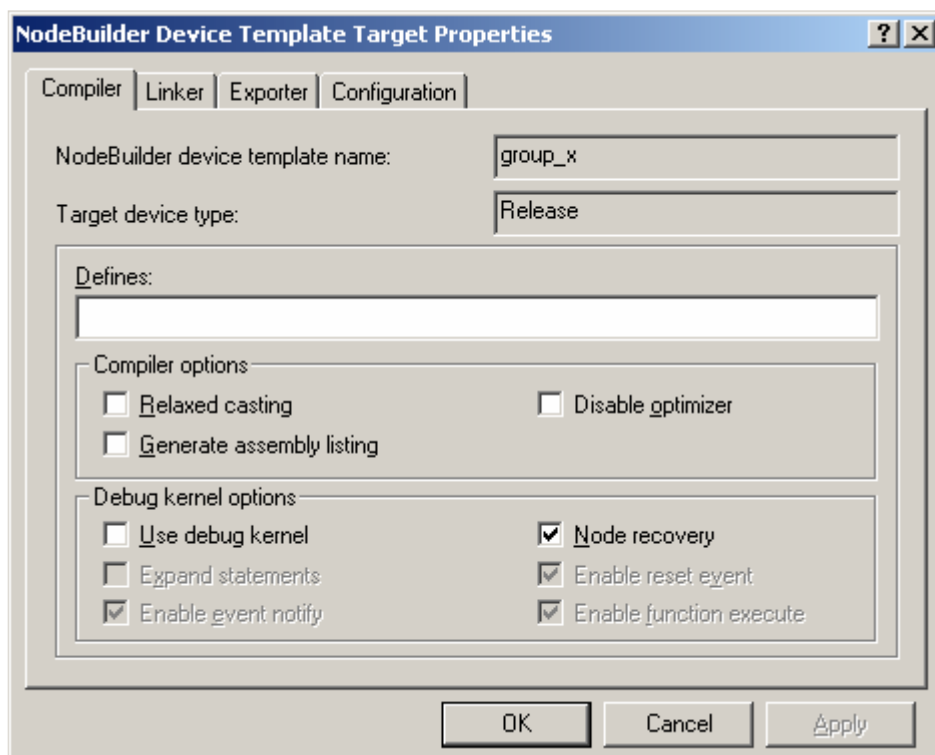 NodeBuilder Device Template Target Properties
Compiler Linker Exporter Configuration
NodeBuilder device template name: group_x
Target device type: Release
Defines:
Compiler options
Relaxed casting Disable optimizer
Generate assembly listing
Debug kernel options
Use debug kernel Node recovery
Expand statements Enable reset event
Enable event notify Enable function execute
OK Cancel Apply